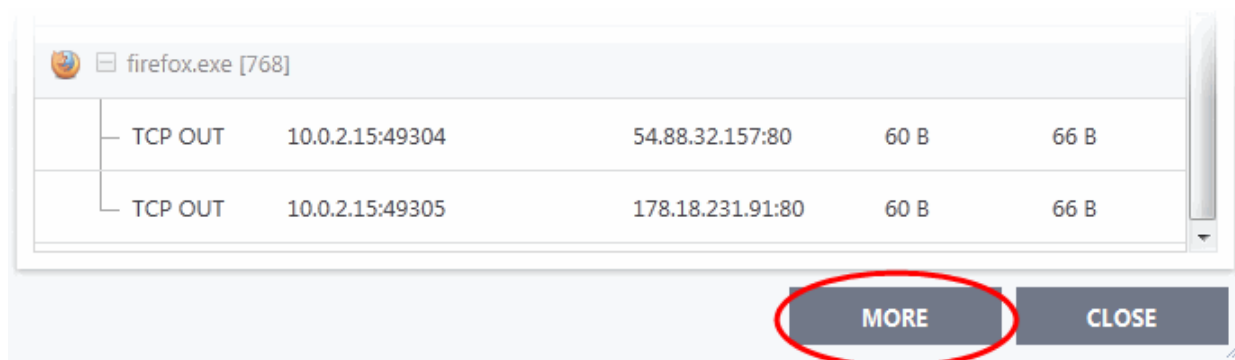 firefox.exe [768]
TCP OUT 10.0.2.15:49304 54.88.32.157:80 60 B 66 B
TCP OUT 10.0.2.15:49305 178.18.231.91:80 60 B 66 B
MORE CLOSE